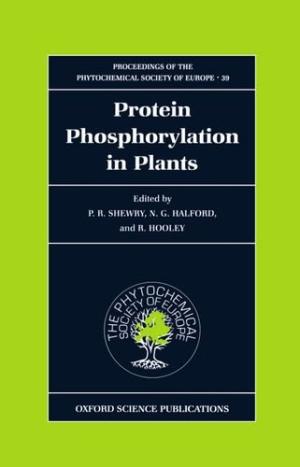 PROCEEDINGS OF THE
PHYTOCHEMICAL SOCIETY OF EUROPE · 39
Protein
Phosphorylation
in Plants
Edited by
P. R. SHEWRY, N. G. HALFORD,
and R. HOOLEY
THE PHYTOCHEMICAL
SOCIETY OF EUROPE
OXFORD SCIENCE PUBLICATIONS